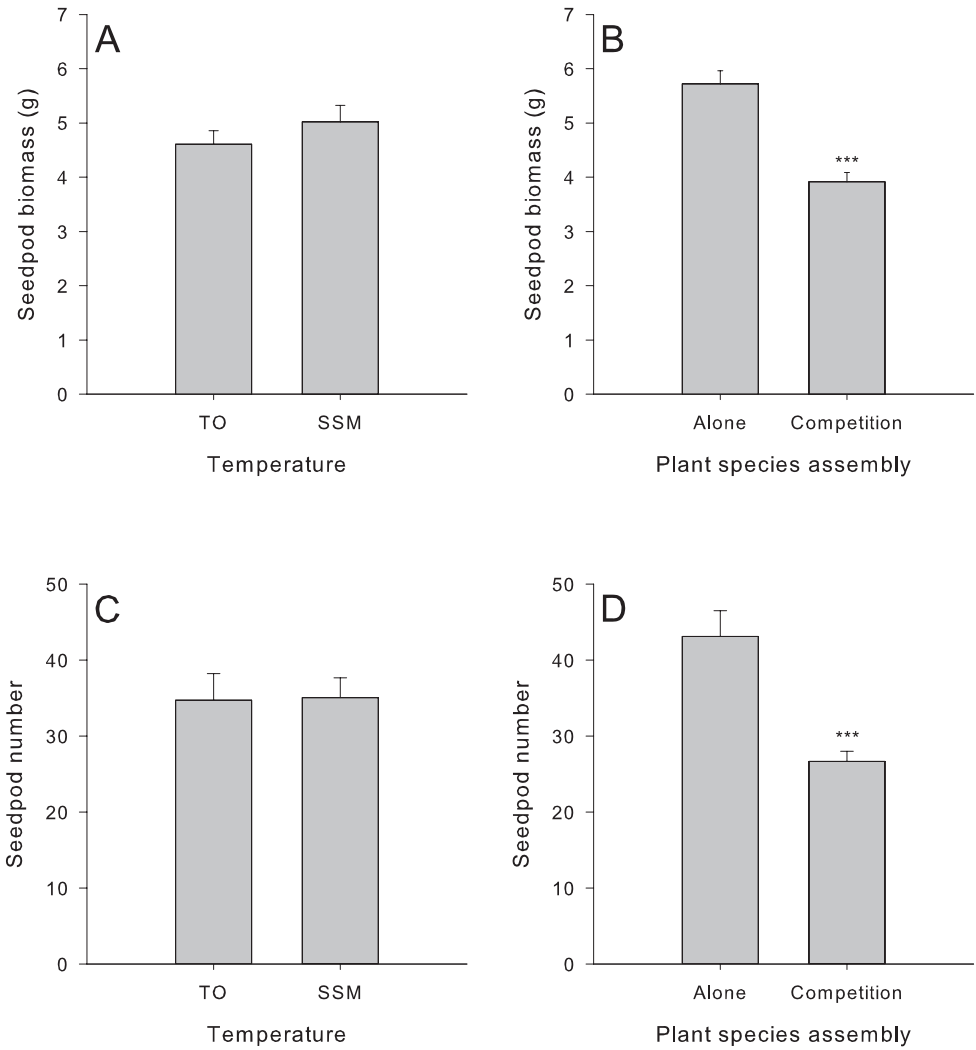 A
Seedpod biomass (g)
7
6
5
4
3
2
1
0
TO SSM
Temperature
B
Seedpod biomass (g)
7
6
5
4
3
2
1
0
***
Alone Competition
Plant species assembly
C
Seedpod number
50
40
30
20
10
0
TO SSM
Temperature
D
Seedpod number
50
40
30
20
10
0
***
Alone Competition
Plant species assembly